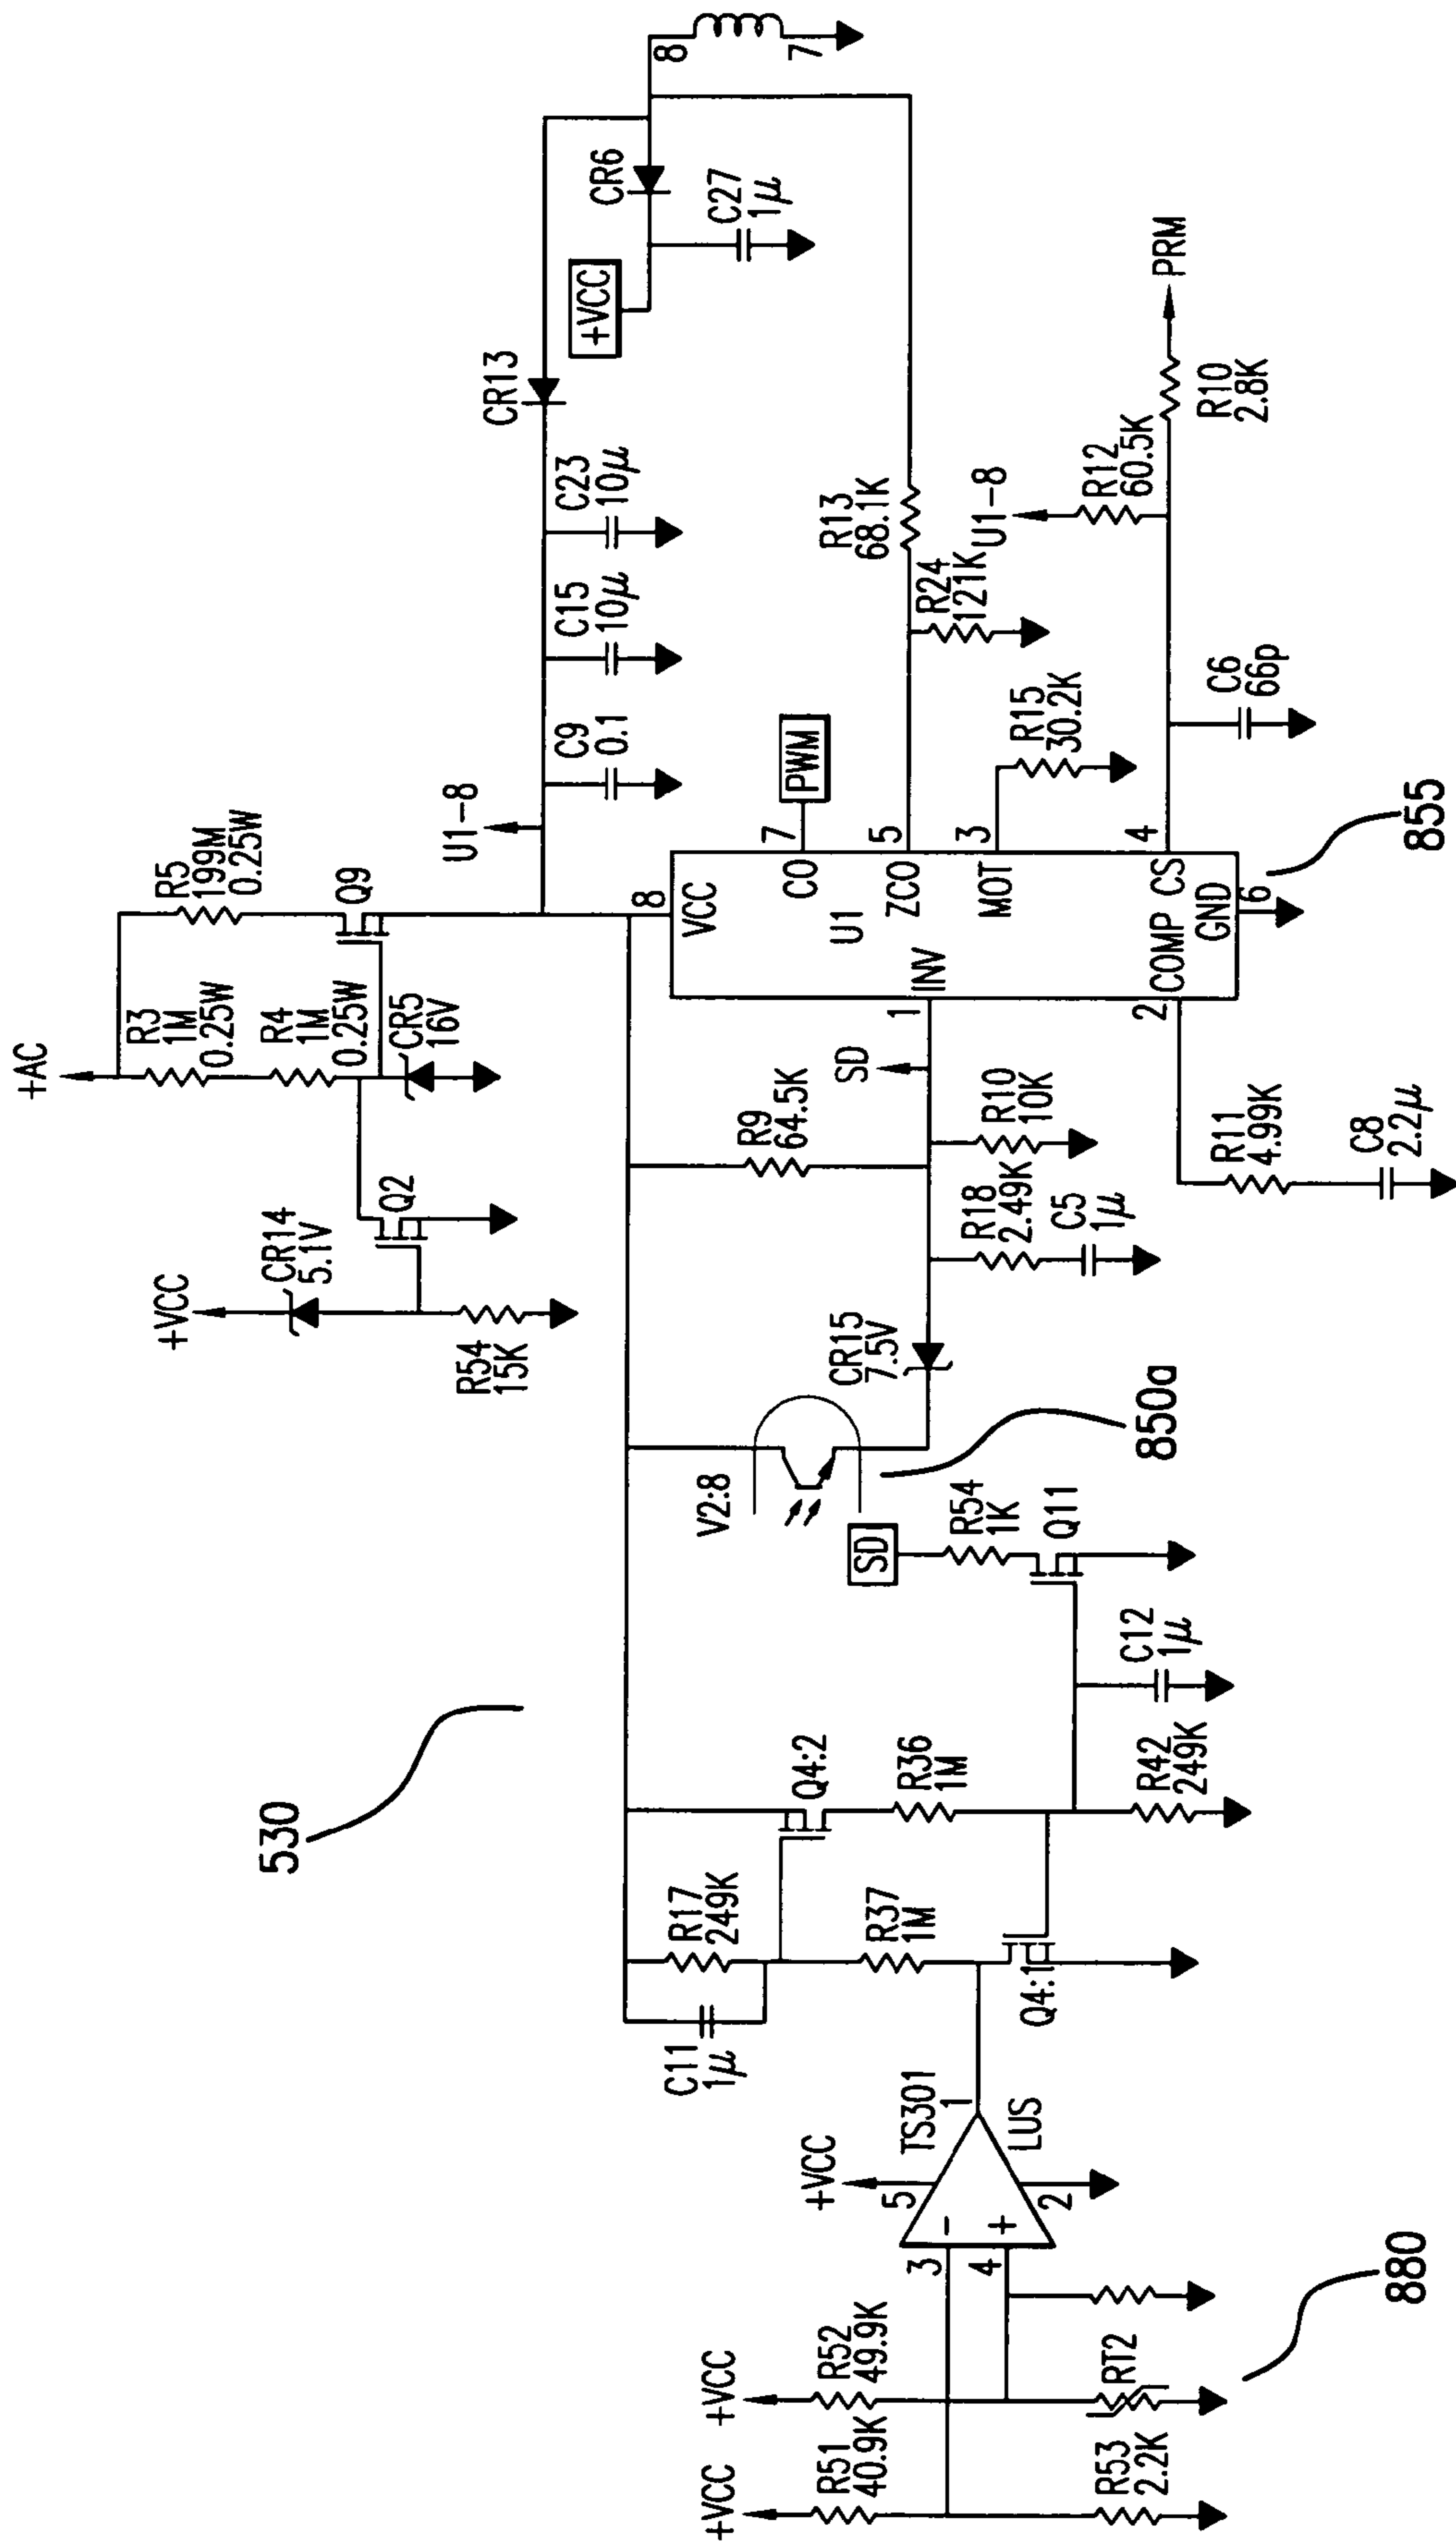 530
+VCC
CR14
5.1V
R54
15K
Q2
+AC
R3
1M
0.25W
R4
1M
0.25W
CR5
16V
R5
199M
0.25W
Q9
U1-8
C9
0.1
C15
10µ
C23
10µ
CR13
+VCC
CR6
C27
1µ
8
7
C11
1µ
R17
249K
Q4:2
R37
1M
R36
1M
Q4:1
R42
249K
C12
1µ
SD
R54
1K
Q11
V2:8
850a
CR15
7.5V
R9
64.5K
SD
R18
2.49K
C5
1µ
R10
10K
R11
4.99K
C8
2.2µ
8
VCC
U1
7
CO
PWM
5
ZCO
3
MOT
4
CS
1
INV
2
COMP
GND
6
855
R13
68.1K
R24
121K
R15
30.2K
U1-8
R12
60.5K
C6
66p
R10
2.8K
PRM
+VCC
R51
40.9K
R53
2.2K
+VCC
R52
49.9K
RT2
880
+VCC
5
3
-
4
+
2
TS301
1
LUS